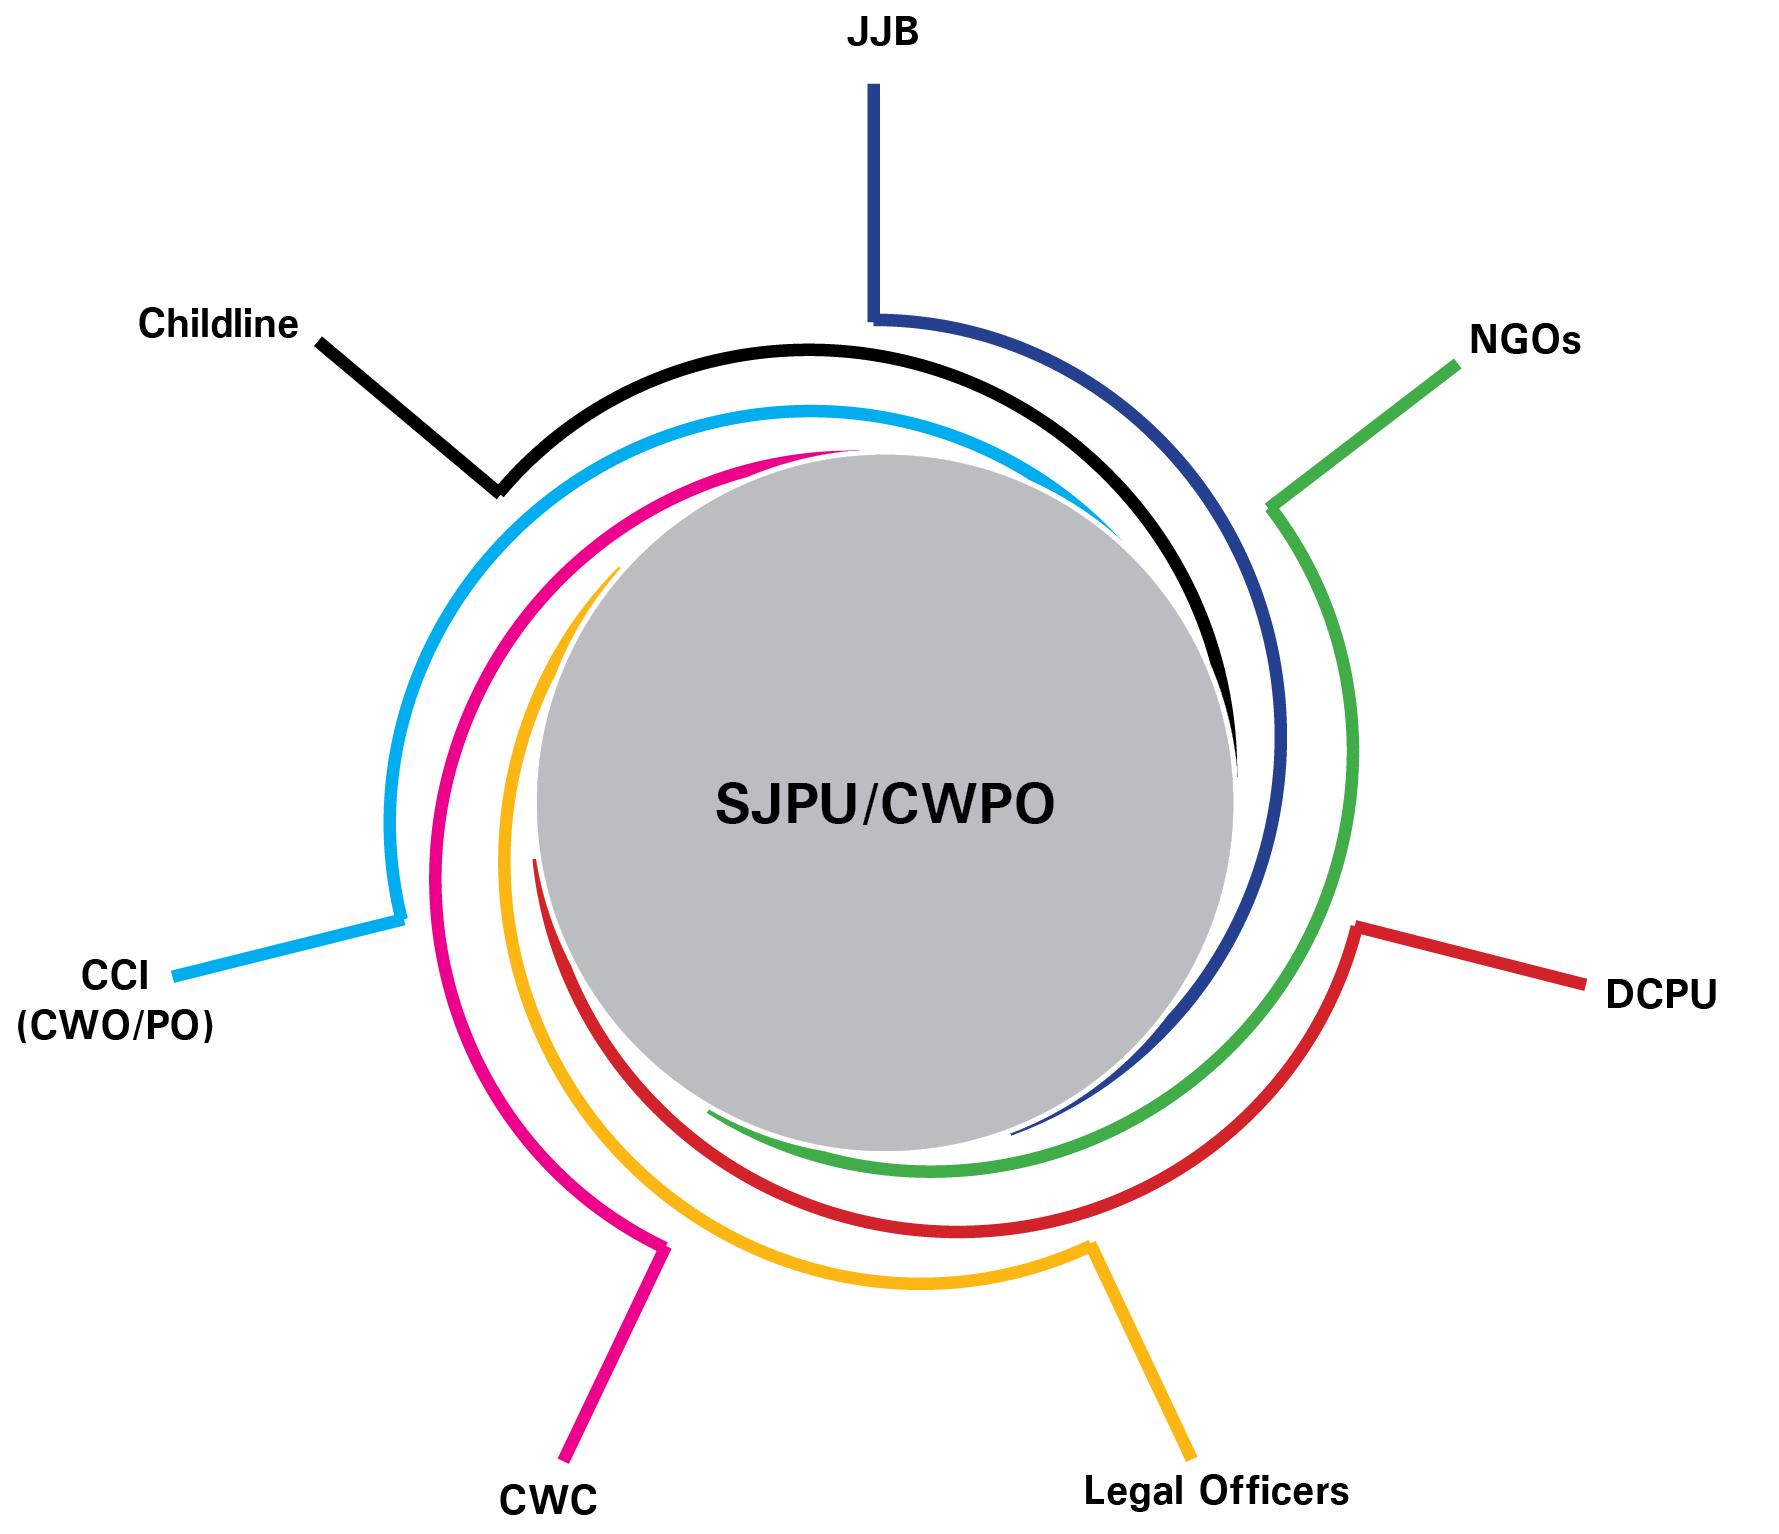 JJB
Childline
NGOs
SJPU/CWPO
CCI
(CWO/PO)
DCPU
CWC
Legal Officers